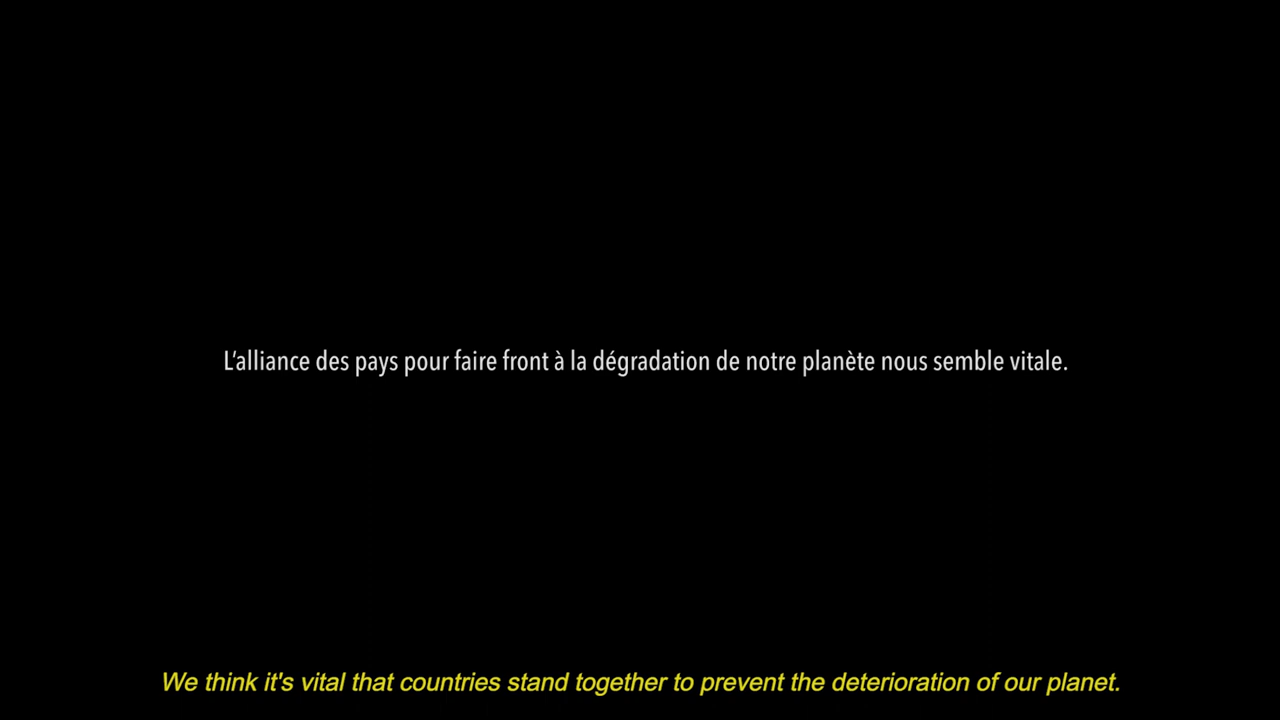 L‘alliance des pays pour faire front à la dégradation de notre planète nous semble vitale.
We think it's vital that countries stand together to prevent the deterioration of our planet.